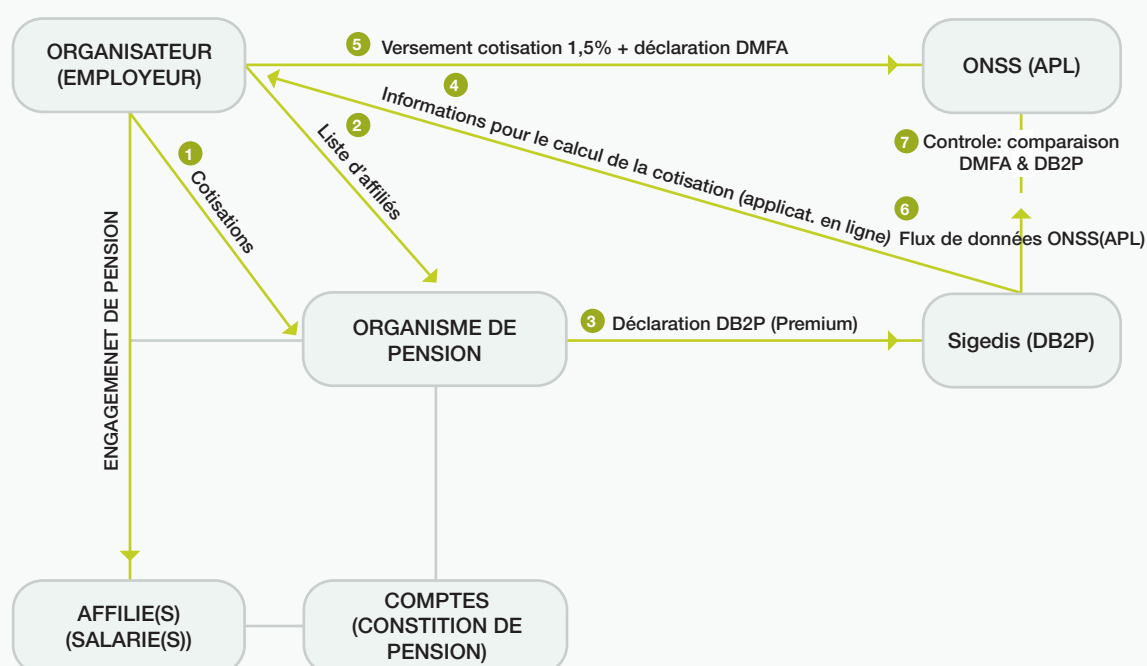 ORGANISATEUR
(EMPLOYEUR)
5 Versement cotisation 1,5% + déclaration DMFA
ONSS (APL)
4
Informations pour le calcul de la cotisation (applicat. en ligne)
2
Liste d'affiliés
1
Cotisations
7 Controle: comparaison
DMFA & DB2P
6
Flux de données ONSS(APL)
ENGAGEMENET DE PENSION
ORGANISME DE
PENSION
3 Déclaration DB2P (Premium)
Sigedis (DB2P)
AFFILIE(S)
(SALARIE(S))
COMPTES
(CONSTITION DE
PENSION)